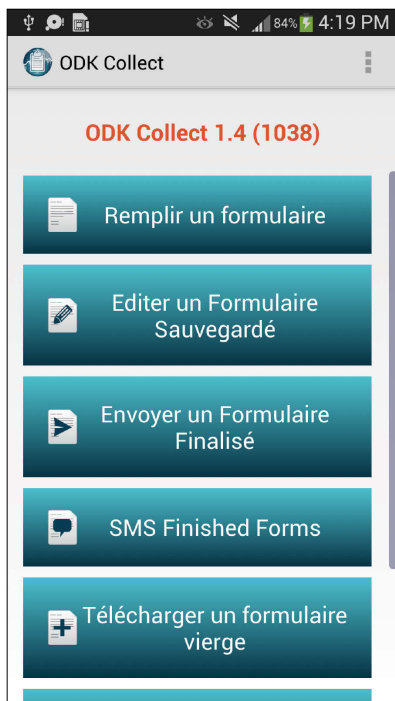 84% 4:19 PM
ODK Collect
ODK Collect 1.4 (1038)
Remplir un formulaire
Editer un Formulaire
Sauvegardé
Envoyer un Formulaire
Finalisé
SMS Finished Forms
Télécharger un formulaire
vierge